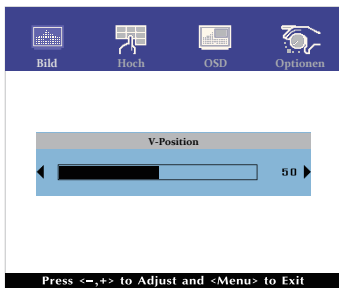 Bild Hoch OSD Optionen
V-Position
50
Press <–,+> to Adjust and <Menu> to Exit